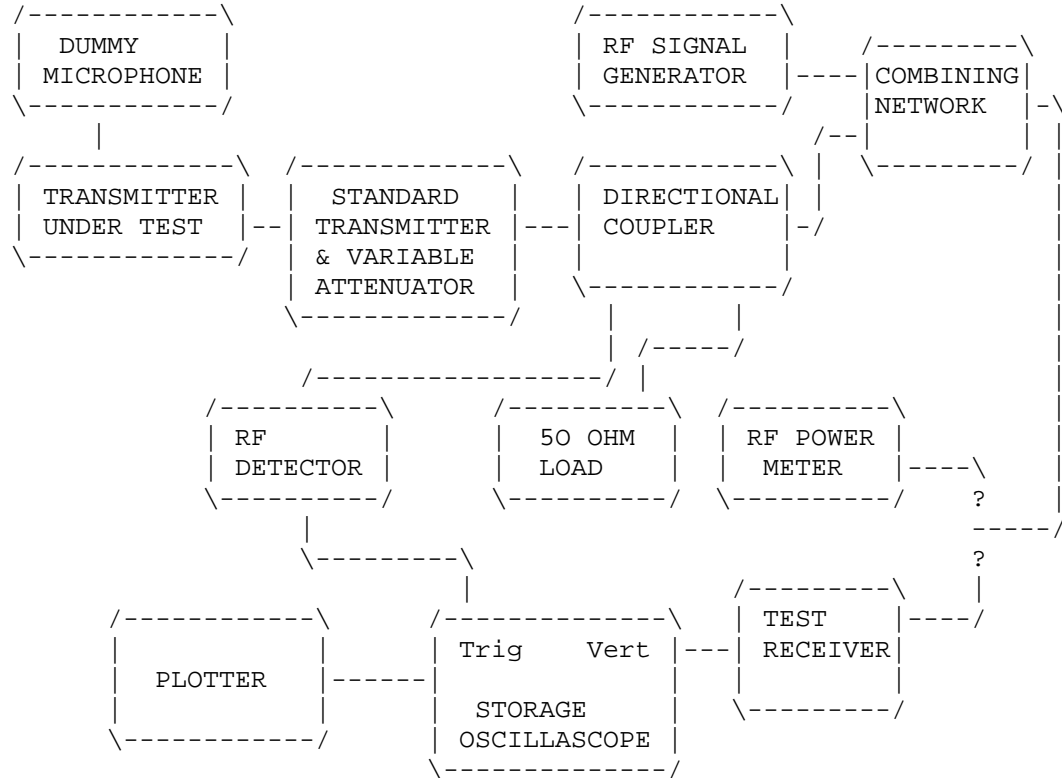 DUMMY
MICROPHONE
RF SIGNAL
GENERATOR
COMBINING
NETWORK
TRANSMITTER
UNDER TEST
STANDARD
TRANSMITTER
& VARIABLE
ATTENUATOR
DIRECTIONAL
COUPLER
RF
DETECTOR
50 OHM
LOAD
RF POWER
METER
?
?
TEST
RECEIVER
Trig Vert
STORAGE
OSCILLASCOPE
PLOTTER